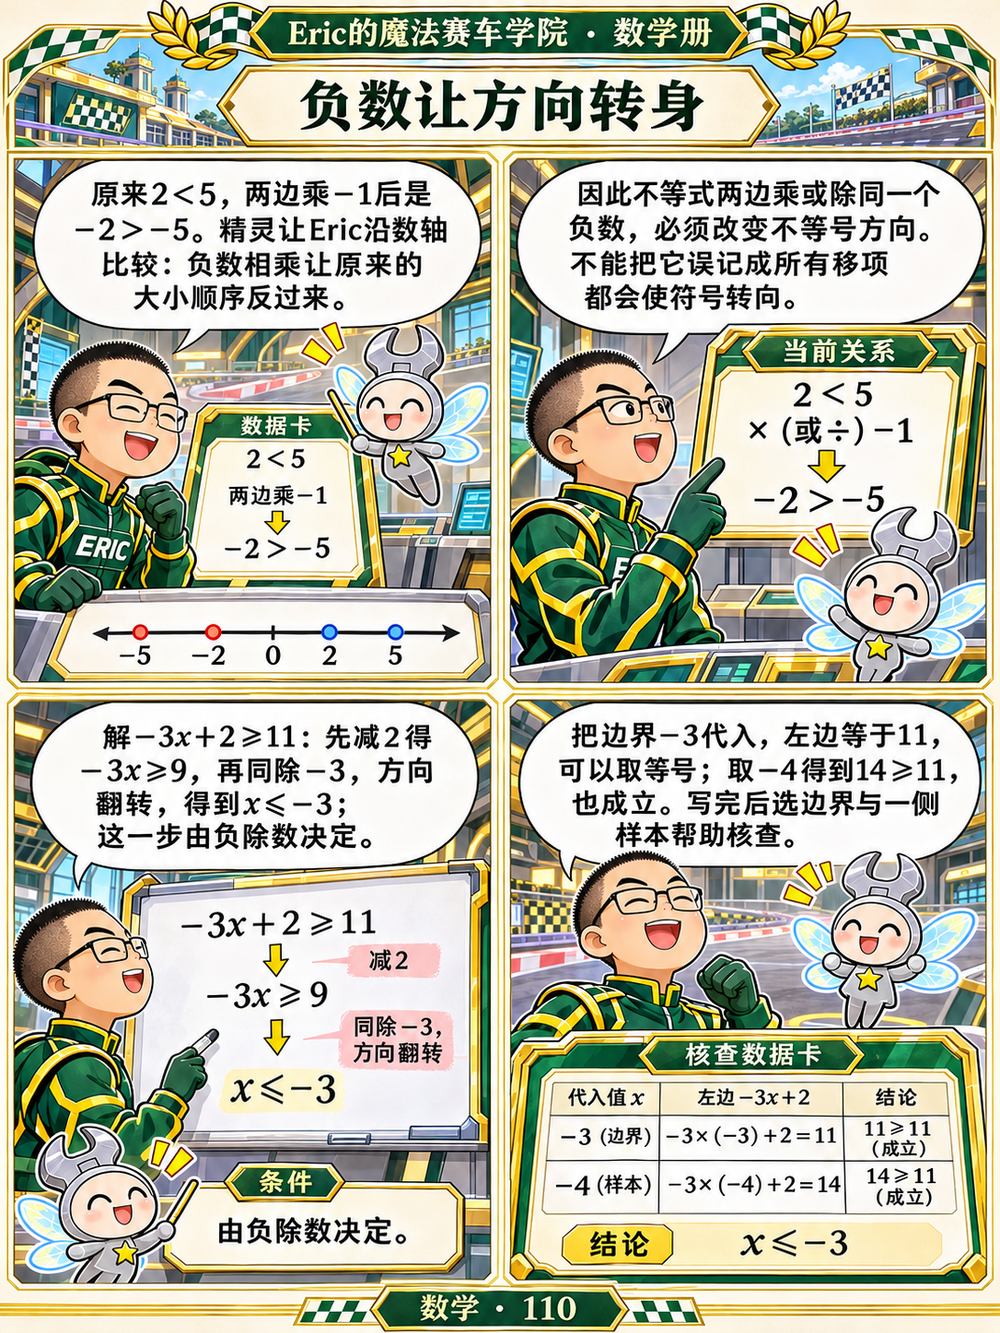 Eric的魔法赛车学院 · 数学册
负数让方向转身
原来2<5，两边乘−1后是
−2>−5。精灵让Eric沿数轴
比较：负数相乘让原来的
大小顺序反过来。
数据卡
2<5
两边乘−1
−2>−5
ERIC
−5 −2 0 2 5
因此不等式两边乘或除同一个
负数，必须改变不等号方向。
不能把它误记成所有移项
都会使符号转向。
当前关系
2<5
×（或÷）−1
−2>−5
解−3x+2⩾11：先减2得
−3x⩾9，再同除−3，方向
翻转，得到x⩽−3；
这一步由负除数决定。
−3x+2⩾11
减2
−3x⩾9
同除−3，
方向翻转
x⩽−3
条件
由负除数决定。
把边界−3代入，左边等于11，
可以取等号；取−4得到14⩾11，
也成立。写完后选边界与一侧
样本帮助核查。
核查数据卡
代入值x 左边−3x+2 结论
−3（边界） −3×(−3)+2=11 11⩾11（成立）
−4（样本） −3×(−4)+2=14 14⩾11（成立）
结论 x⩽−3
数学 · 110